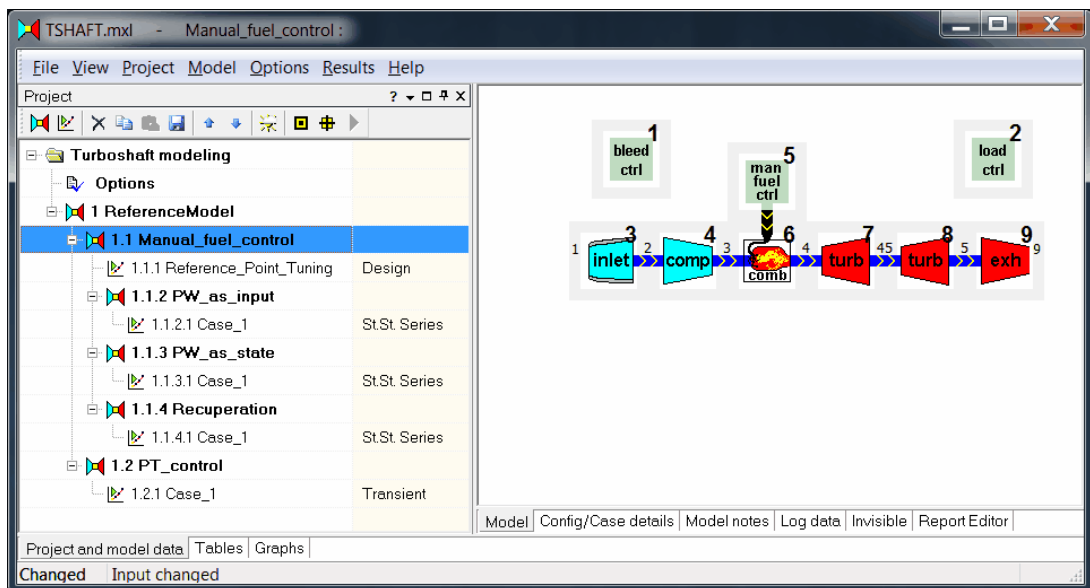 TSHAFT.mxl - Manual_fuel_control :
File View Project Model Options Results Help
Project
?
Turboshaft modeling
Options
1 ReferenceModel
1.1 Manual_fuel_control
1.1.1 Reference_Point_Tuning Design
1.1.2 PW_as_input
1.1.2.1 Case_1 St.St. Series
1.1.3 PW_as_state
1.1.3.1 Case_1 St.St. Series
1.1.4 Recuperation
1.1.4.1 Case_1 St.St. Series
1.2 PT_control
1.2.1 Case_1 Transient
1
bleed
ctrl
2
load
ctrl
5
man
fuel
ctrl
3 4 6 7 8 9
1 2 3 4 45 5 9
inlet comp comb turb turb exh
Model Config/Case details Model notes Log data Invisible Report Editor
Project and model data Tables Graphs
Changed Input changed